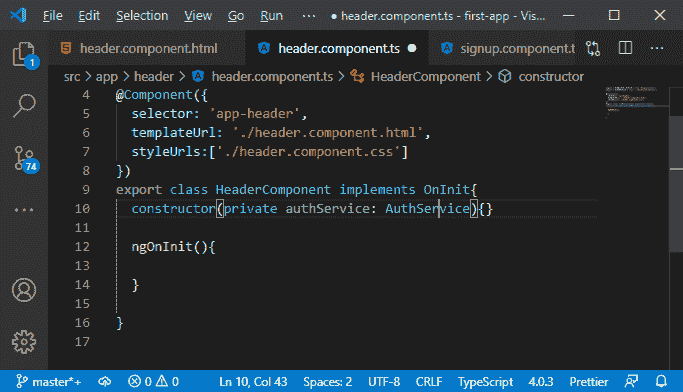 File Edit Selection View Go Run ··· header.component.ts - first-app - Vis...
header.component.html header.component.ts signup.component.t
src > app > header > header.component.ts > HeaderComponent > constructor
4 @Component({
5 selector: 'app-header',
6 templateUrl: './header.component.html',
7 styleUrls:['./header.component.css']
8 })
9 export class HeaderComponent implements OnInit{
10 constructor(private authService: AuthService){}
11
12 ngOnInit(){
13
14 }
15
16 }
17
1
74
master*+ 0 0 Ln 10, Col 43 Spaces: 2 UTF-8 CRLF TypeScript 4.0.3 Prettier